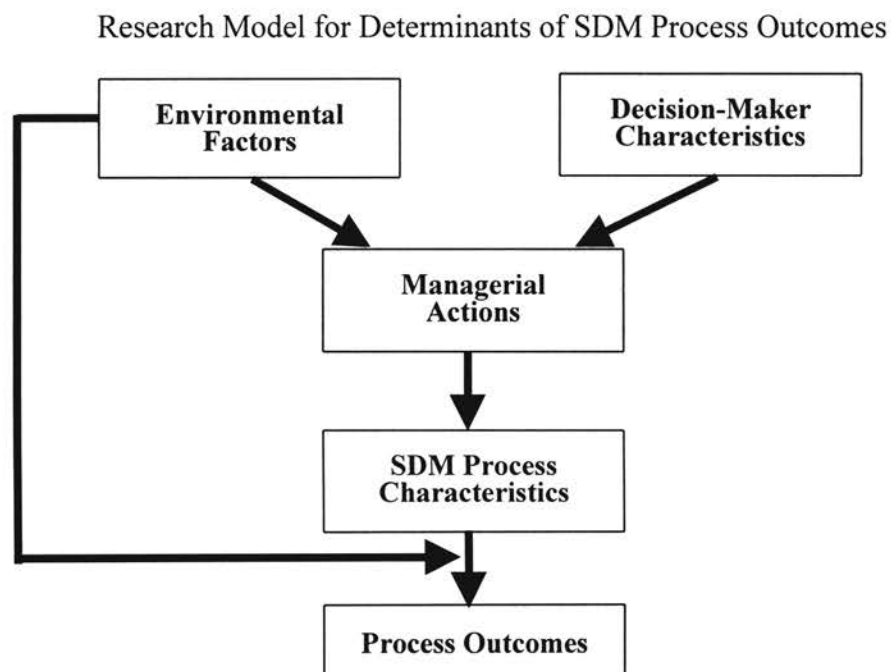 Research Model for Determinants of SDM Process Outcomes
Environmental
Factors
Decision-Maker
Characteristics
Managerial
Actions
SDM Process
Characteristics
Process Outcomes